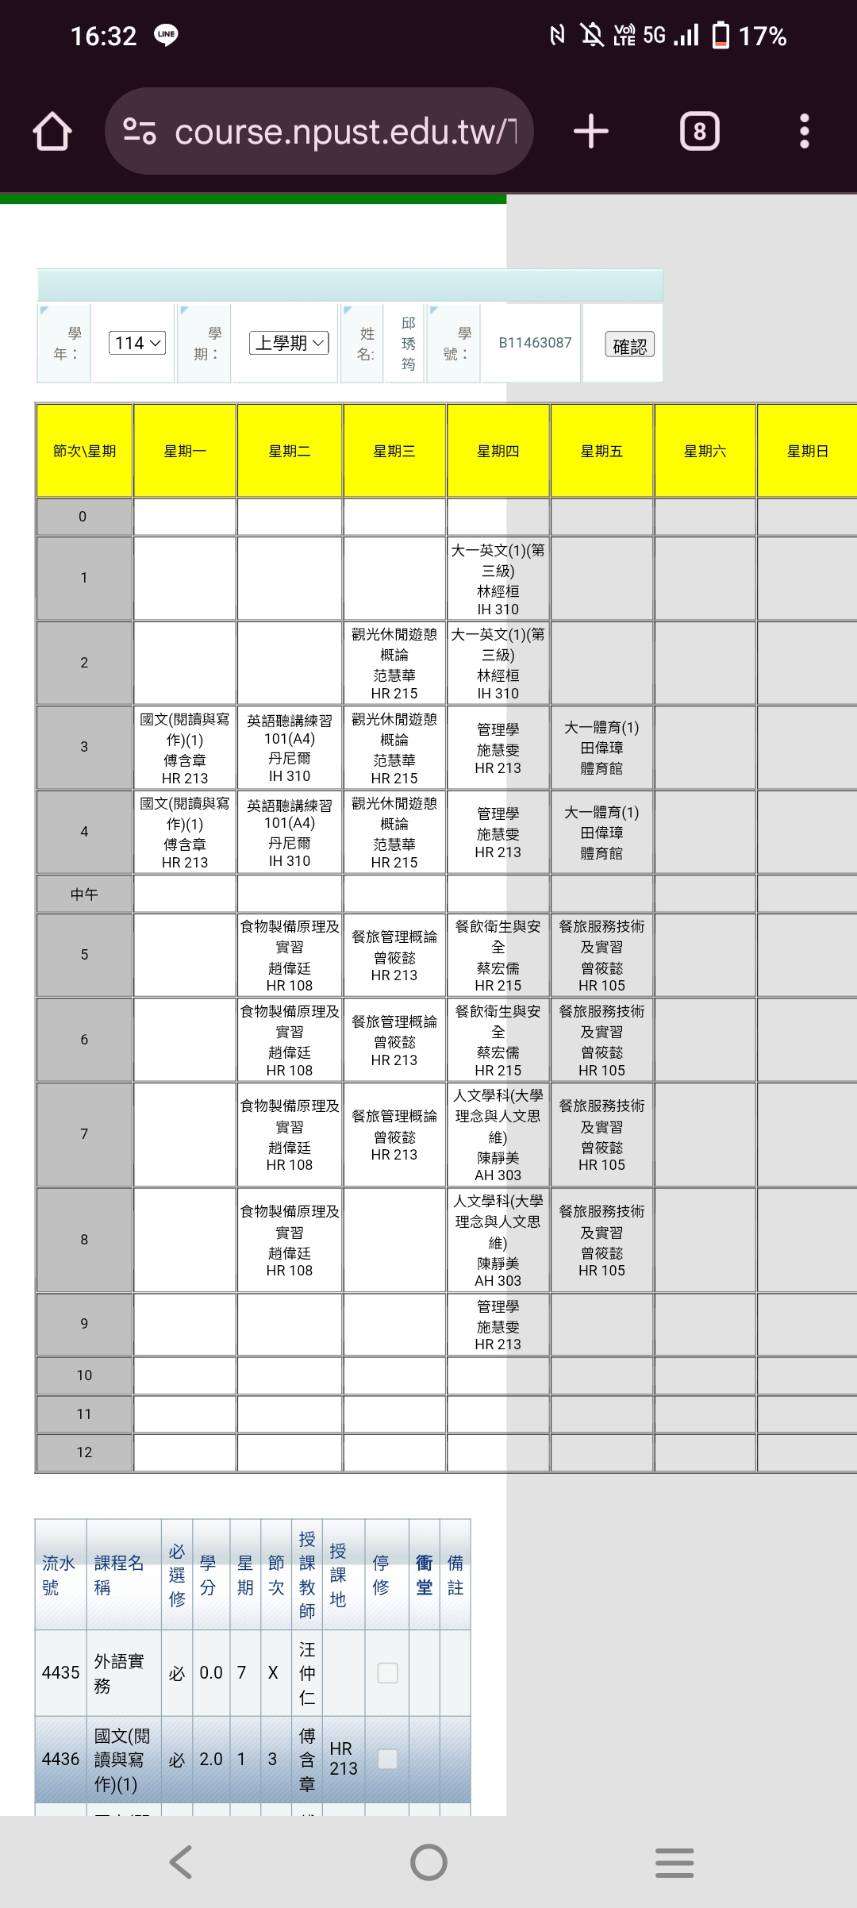 16:32 LINE Vo) LTE 5G 17%
course.npust.edu.tw/T 8
學年： 114 學期： 上學期 姓名: 邱琇筠 學號： B11463087 確認
節次\星期 星期一 星期二 星期三 星期四 星期五 星期六 星期日
0
1
大一英文(1)(第
三級)
林經桓
IH 310
2
觀光休閒遊憩
概論
范慧華
HR 215
大一英文(1)(第
三級)
林經桓
IH 310
3
國文(閱讀與寫
作)(1)
傅含章
HR 213
英語聽講練習
101(A4)
丹尼爾
IH 310
觀光休閒遊憩
概論
范慧華
HR 215
管理學
施慧雯
HR 213
大一體育(1)
田偉璋
體育館
4
國文(閱讀與寫
作)(1)
傅含章
HR 213
英語聽講練習
101(A4)
丹尼爾
IH 310
觀光休閒遊憩
概論
范慧華
HR 215
管理學
施慧雯
HR 213
大一體育(1)
田偉璋
體育館
中午
5
食物製備原理及
實習
趙偉廷
HR 108
餐旅管理概論
曾筱懿
HR 213
餐飲衛生與安
全
蔡宏儒
HR 215
餐旅服務技術
及實習
曾筱懿
HR 105
6
食物製備原理及
實習
趙偉廷
HR 108
餐旅管理概論
曾筱懿
HR 213
餐飲衛生與安
全
蔡宏儒
HR 215
餐旅服務技術
及實習
曾筱懿
HR 105
7
食物製備原理及
實習
趙偉廷
HR 108
餐旅管理概論
曾筱懿
HR 213
人文學科(大學
理念與人文思
維)
陳靜美
AH 303
餐旅服務技術
及實習
曾筱懿
HR 105
8
食物製備原理及
實習
趙偉廷
HR 108
人文學科(大學
理念與人文思
維)
陳靜美
AH 303
餐旅服務技術
及實習
曾筱懿
HR 105
9
管理學
施慧雯
HR 213
10
11
12
流水號 課程名稱 必選修 學分 星期 節次 授課教師 授課地 停修 衝堂 備註
4435 外語實務 必 0.0 7 X 汪仲仁
4436 國文(閱讀與寫作)(1) 必 2.0 1 3 傅含章 HR 213